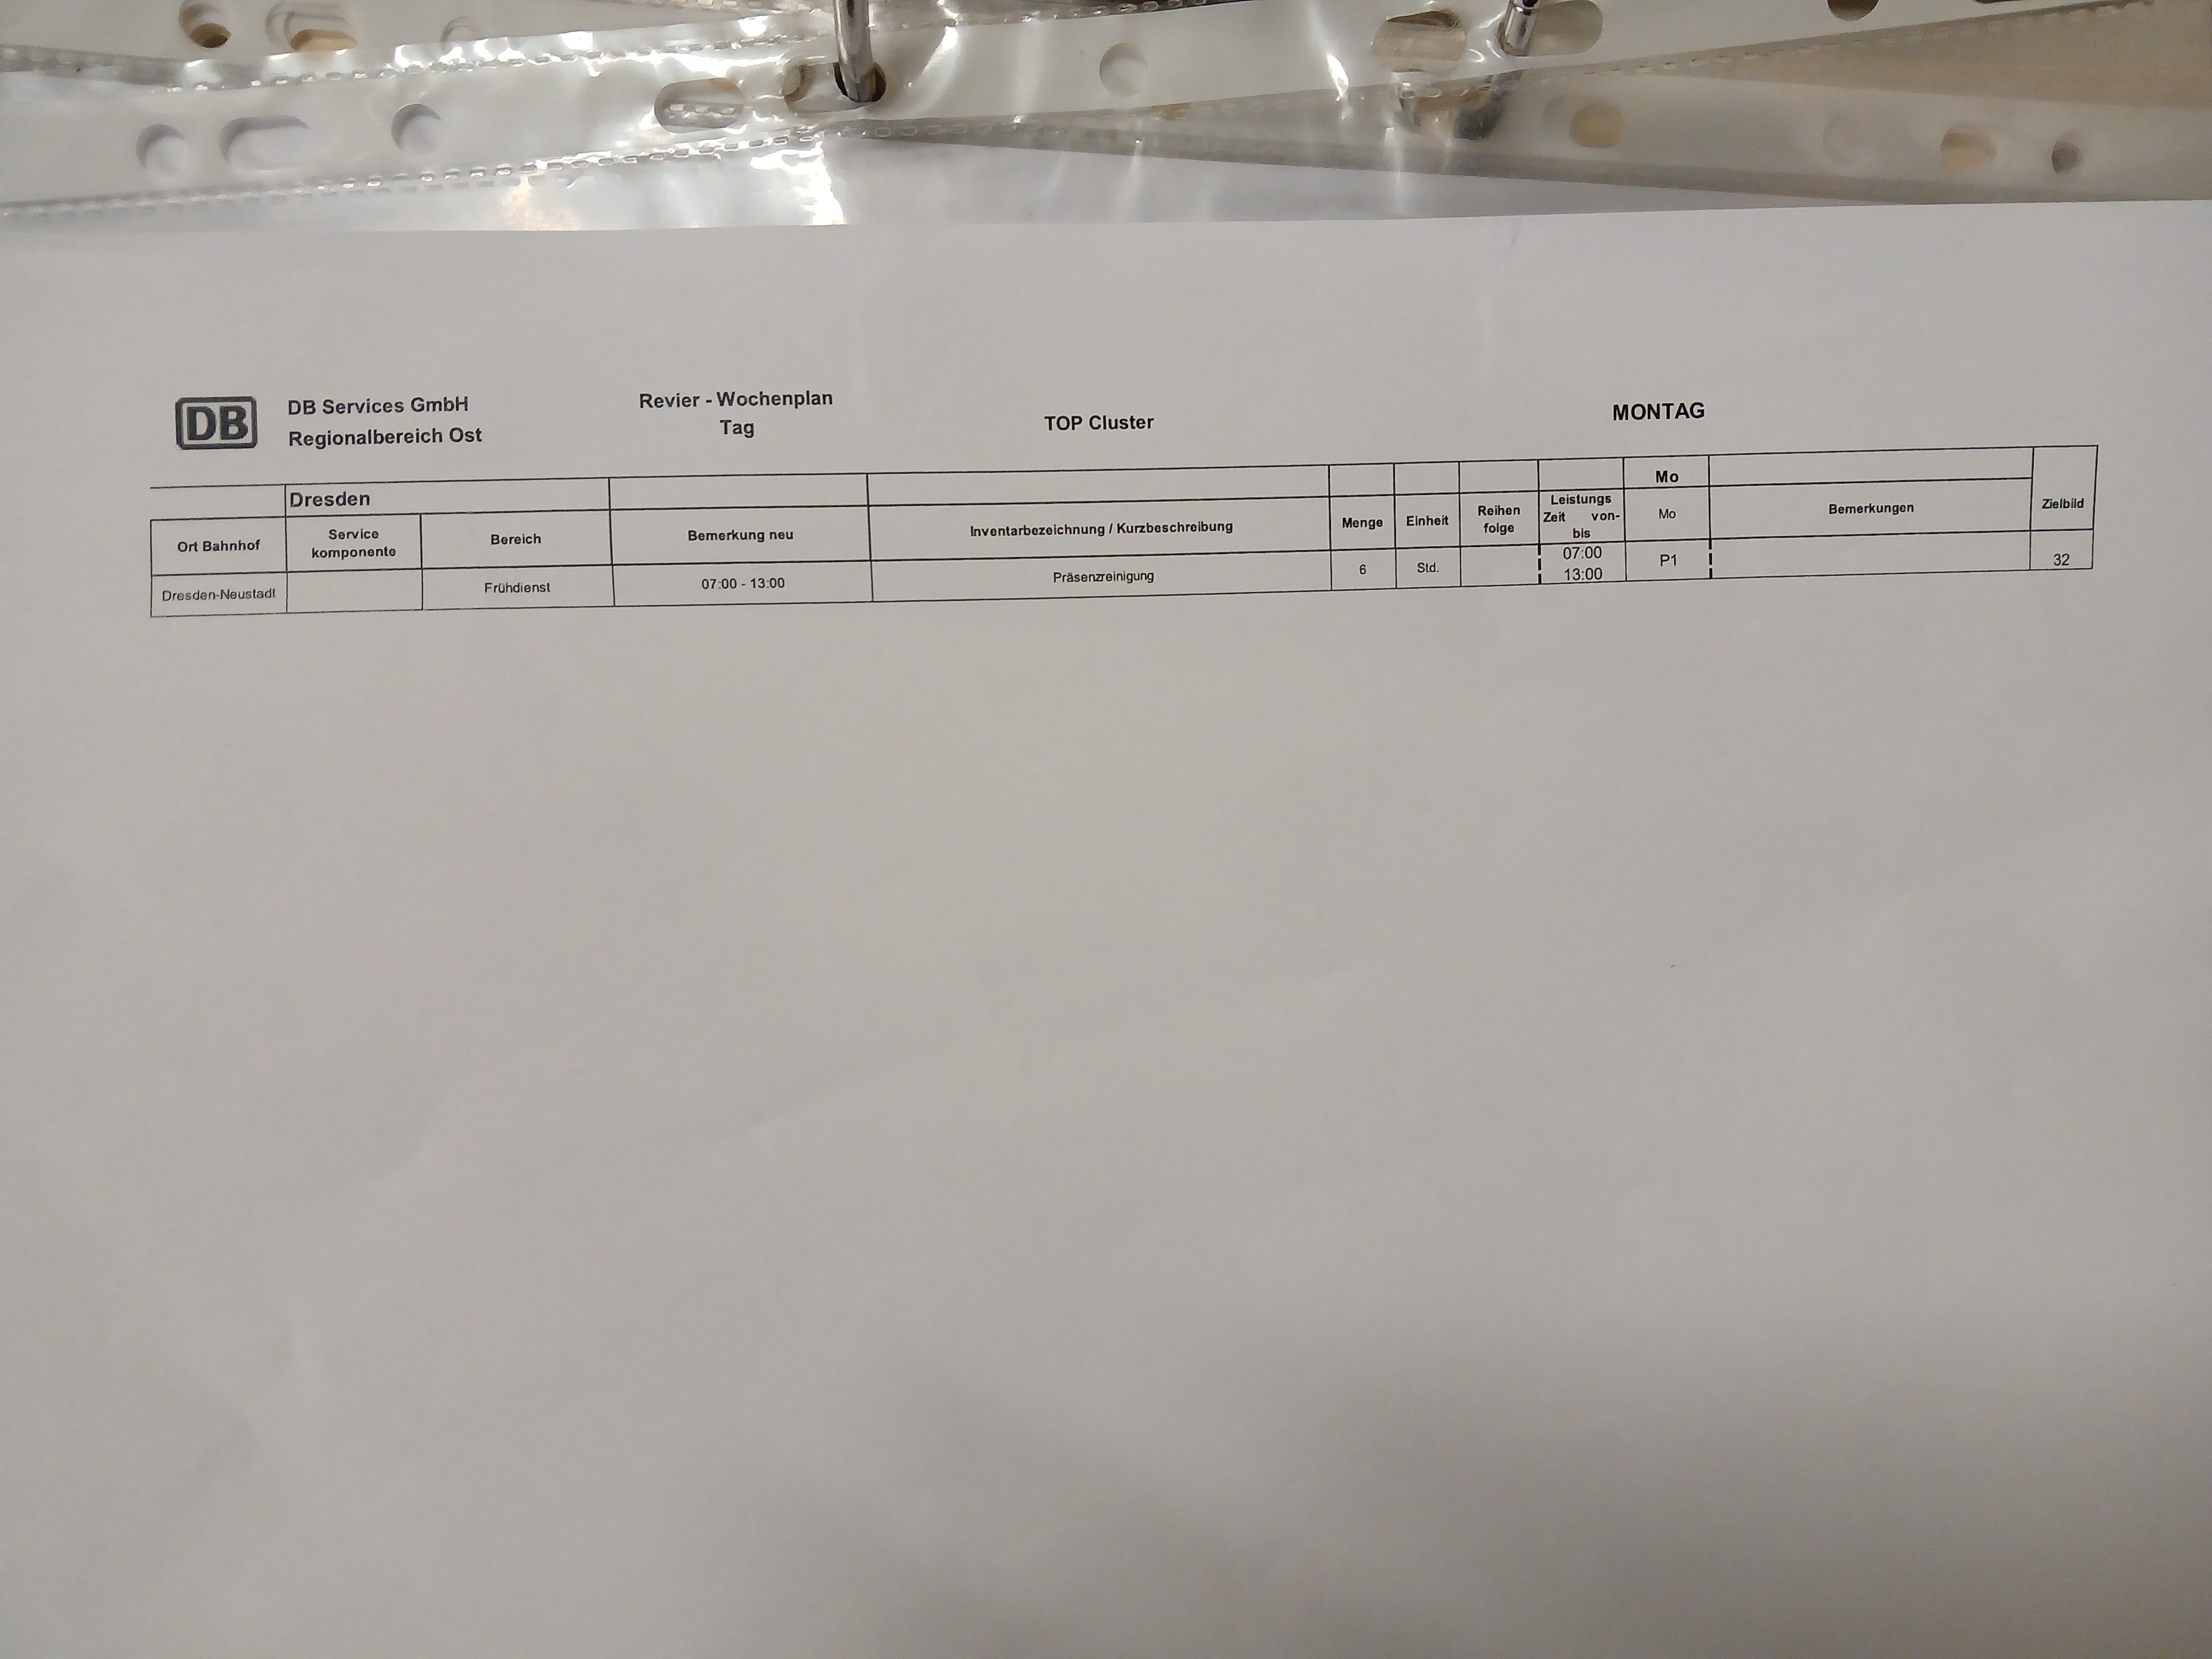 DB
DB Services GmbH
Regionalbereich Ost
Revier - Wochenplan
Tag
TOP Cluster
MONTAG
Dresden
Mo
Ort Bahnhof
Service
komponente
Bereich
Bemerkung neu
Inventarbezeichnung / Kurzbeschreibung
Menge
Einheit
Reihen
folge
Leistungs
Zeit von-
bis
Mo
Bemerkungen
Zielbild
Dresden-Neustadt
Frühdienst
07:00 - 13:00
Präsenzreinigung
6
Std.
07:00
13:00
P1
32